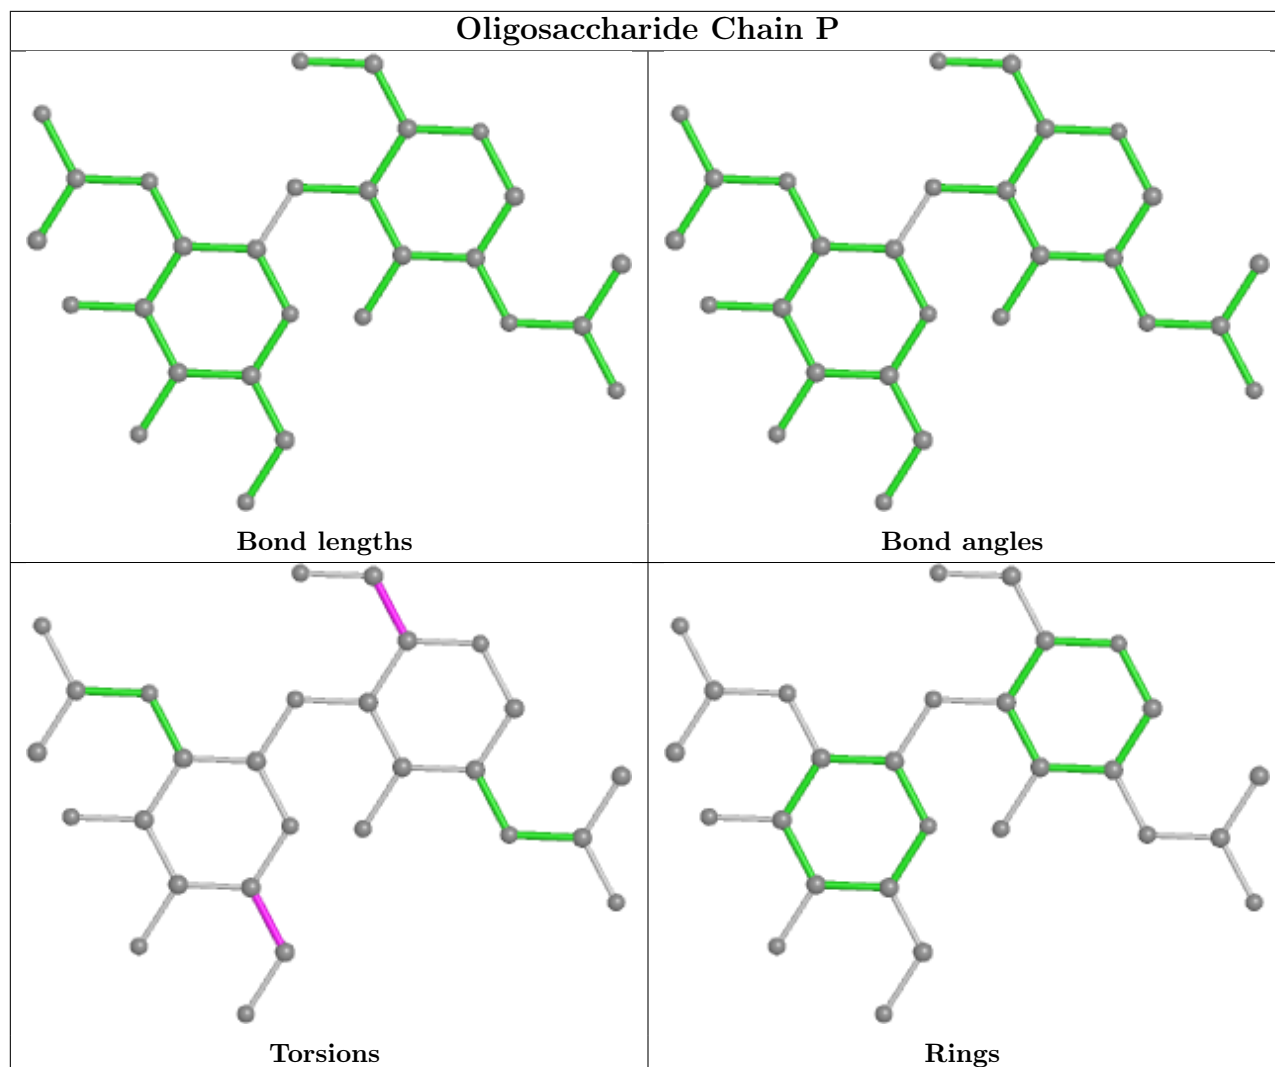 Oligosaccharide Chain P
Bond lengths
Bond angles
Torsions
Rings